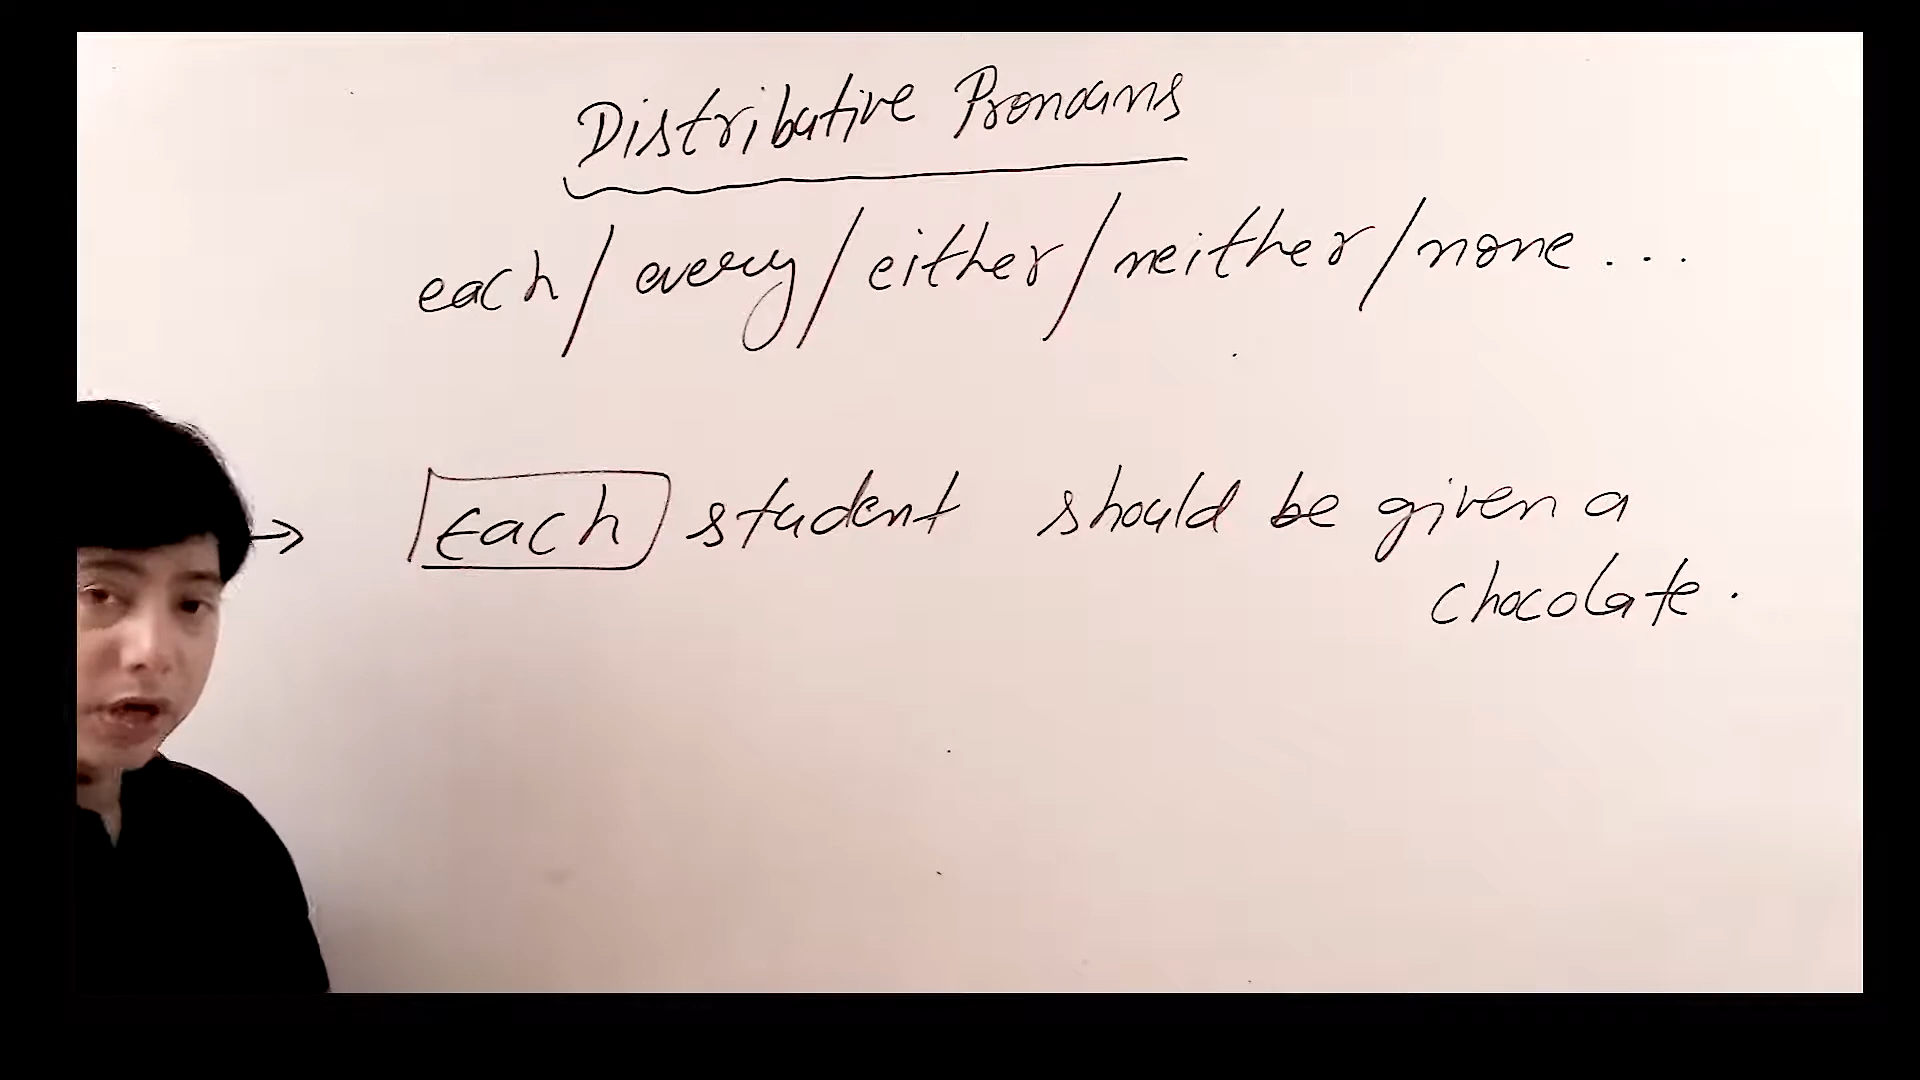 Distributive Pronouns
each / every / either / neither / none ...
→ Each student should be given a
chocolate.